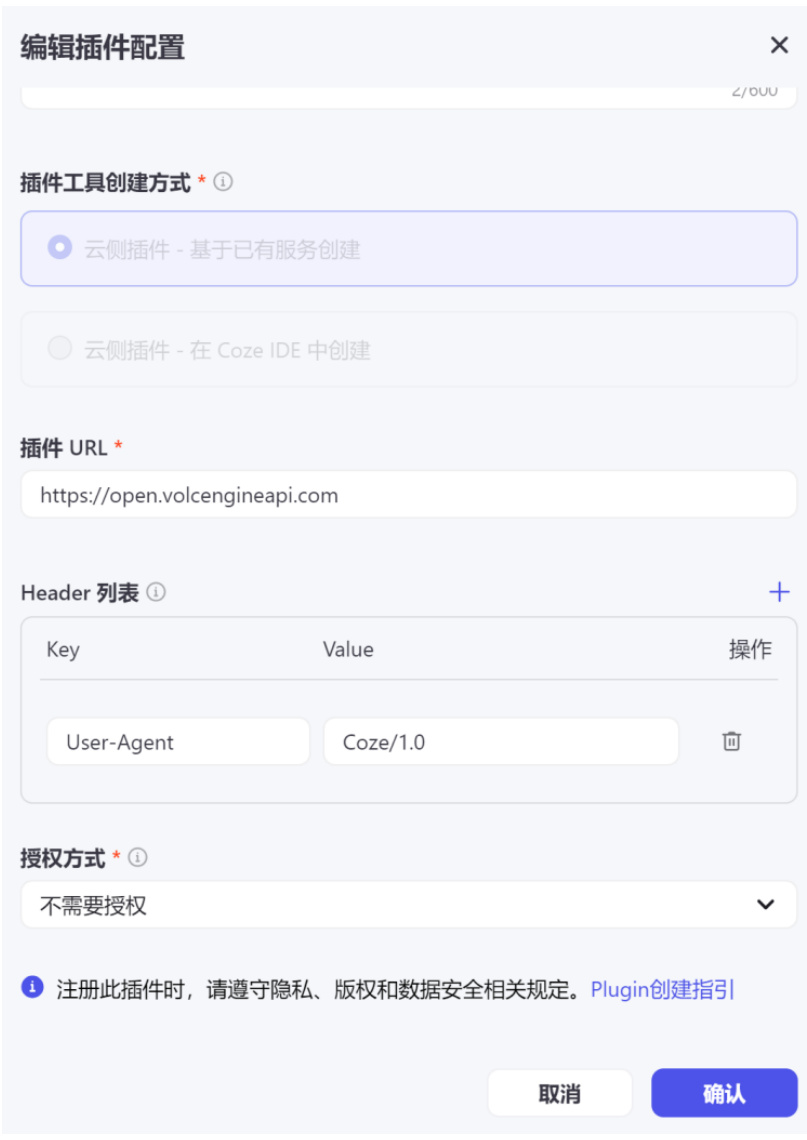 编辑插件配置
2/600
插件工具创建方式 *
云侧插件 - 基于已有服务创建
云侧插件 - 在 Coze IDE 中创建
插件 URL *
https://open.volcengineapi.com
Header 列表
Key Value 操作
User-Agent Coze/1.0
授权方式 *
不需要授权
注册此插件时，请遵守隐私、版权和数据安全相关规定。Plugin创建指引
取消 确认